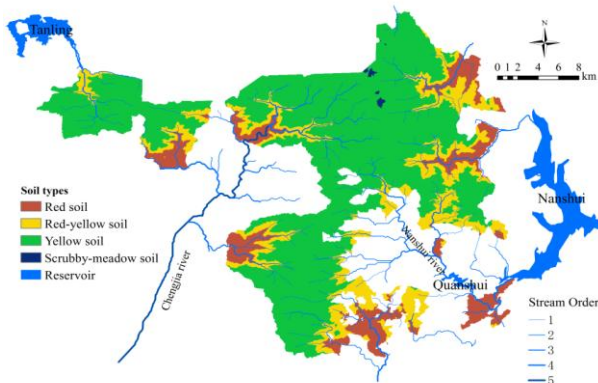 Tanling
N
0 1 2 4 6 8
km
Nanshui
Soil types
Red soil
Red-yellow soil
Yellow soil
Scrubby-meadow soil
Reservoir
Chengjia river
Nanshui river
Quanshui
Stream Order
1
2
3
4
5